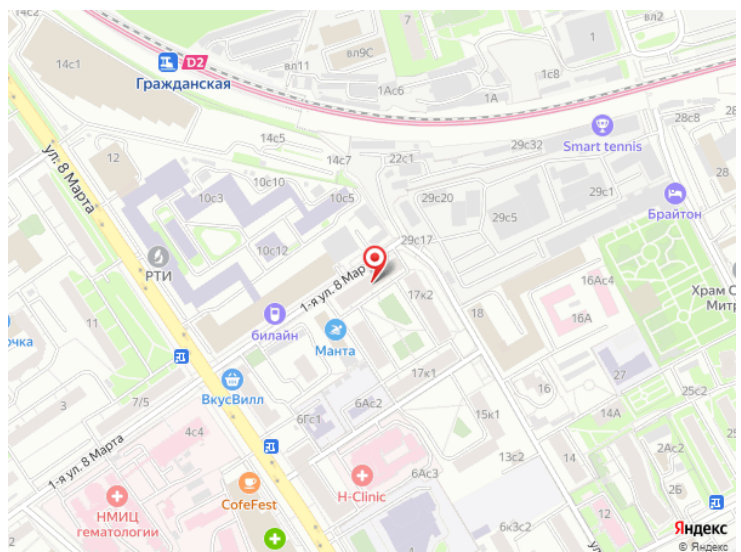 7
вл2
14с1
вл9С
1
D2
вл11
Гражданская
1с8
1Ас6
1А
28с8
14с5
Smart tennis
29с32
12
14с7
22с1
ул. 8 Марта
10с10
10с3
10с5
29с20
29с1
28
29с5
Брайтон
29с17
10с12
РТИ
16Ас4
1-я ул. 8 Мар
17к2
Храм С
Митр
билайн
18
16А
11
Манта
очка
17к1
27
ВкусВилл
16
25с2
3
7/5
6Ас2
14А
6Гс1
15к1
25
4с4
1-я ул. 8 Марта
13с2
2Ас2
14
6Ас3
H-Clinic
CofeFest
2Б
НМИЦ
гематологии
12
6к3с2
Яндекс
© Яндекс